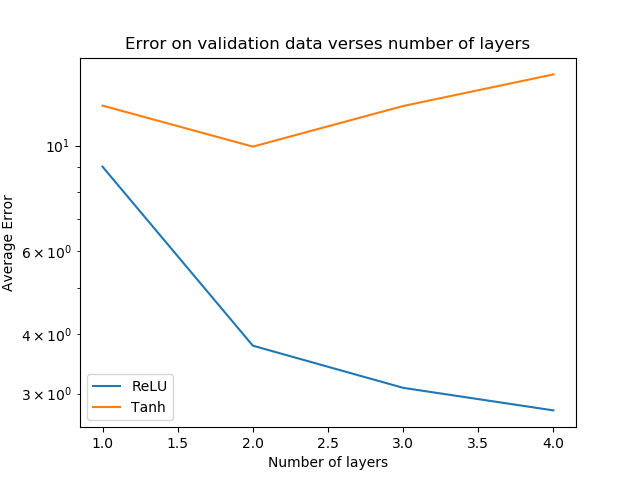 Error on validation data verses number of layers
Average Error
10¹
6 × 10⁰
4 × 10⁰
3 × 10⁰
ReLU
Tanh
1.0 1.5 2.0 2.5 3.0 3.5 4.0
Number of layers